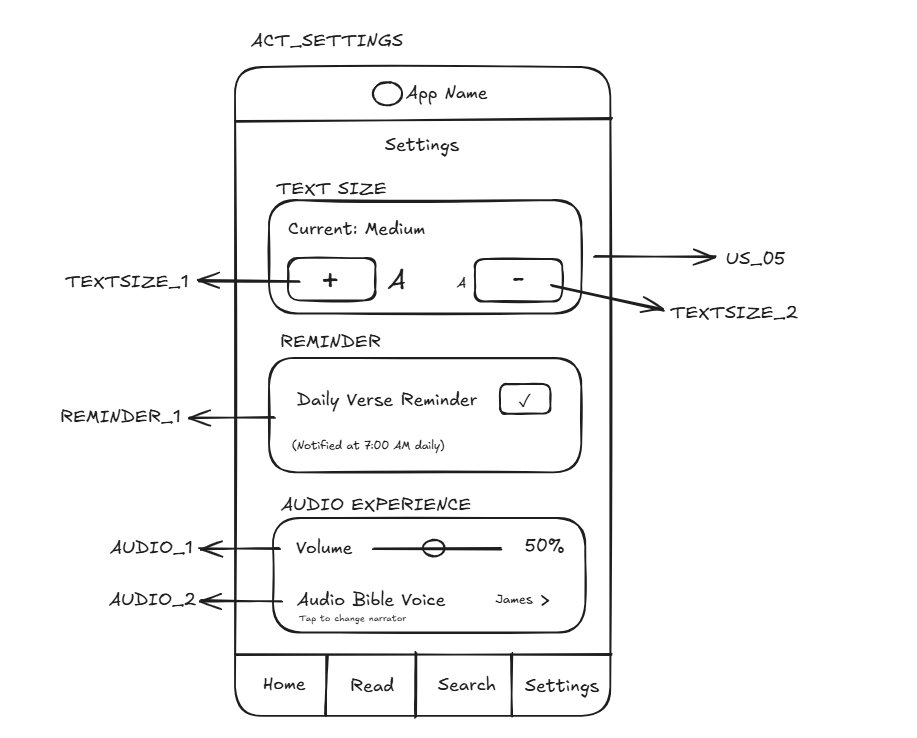 ACT_SETTINGS
App Name
Settings
TEXT SIZE
Current: Medium
US_05
TEXTSIZE_1
+ A
A -
TEXTSIZE_2
REMINDER
Daily Verse Reminder ✓
REMINDER_1
(Notified at 7:00 AM daily)
AUDIO EXPERIENCE
AUDIO_1
Volume 50%
AUDIO_2
Audio Bible Voice James >
Tap to change narrator
Home Read Search Settings